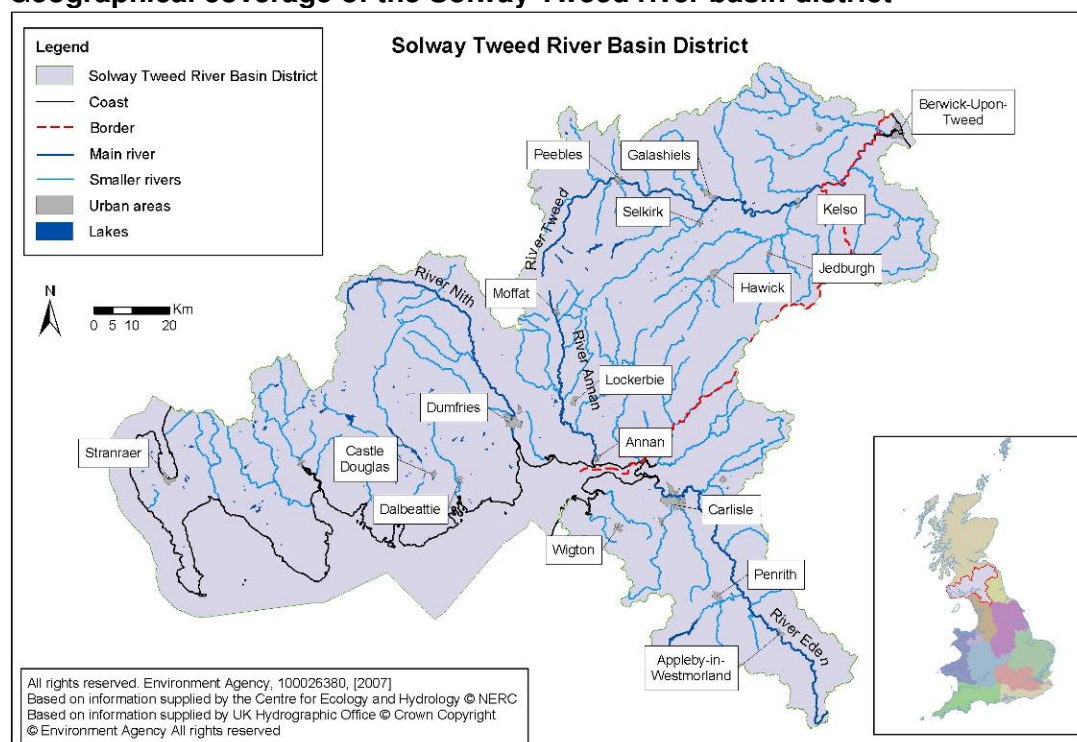 Geographical coverage of the Solway Tweed river basin district
Legend
Solway Tweed River Basin District
Coast
Border
Main river
Smaller rivers
Urban areas
Lakes
Solway Tweed River Basin District
N
0 5 10 20 Km
Berwick-Upon-
Tweed
Peebles
Galashiels
Selkirk
Kelso
River Tweed
Jedburgh
Hawick
River Nith
Moffat
River Annan
Lockerbie
Dumfries
Annan
Stranraer
Castle
Douglas
Dalbeattie
Carlisle
Wigton
Penrith
River Eden
Appleby-in-
Westmorland
All rights reserved. Environment Agency, 100026380, [2007]
Based on information supplied by the Centre for Ecology and Hydrology © NERC
Based on information supplied by UK Hydrographic Office © Crown Copyright
© Environment Agency All rights reserved